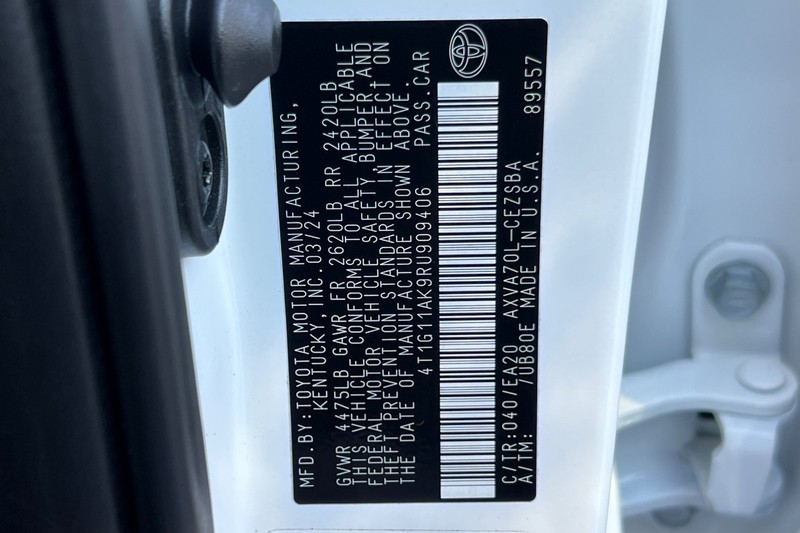 MFD.BY:TOYOTA MOTOR MANUFACTURING,
KENTUCKY, INC. 03/24
GVWR 4475LB GAWR FR 2620LB RR 2420LB
THIS VEHICLE CONFORMS TO ALL APPLICABLE
FEDERAL MOTOR VEHICLE SAFETY, BUMPER, AND
THEFT PREVENTION STANDARDS IN EFFECT ON
THE DATE OF MANUFACTURE SHOWN ABOVE.
4T1G11AK9RU909406 PASS.CAR
C/TR:040/EA20 AXVA70L-CEZSBA 89557
A/TM: /UB80E MADE IN U.S.A.